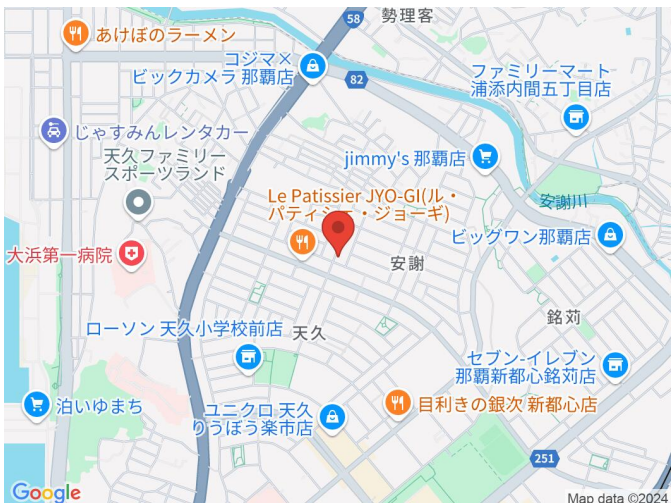 58
勢理客
あけぼのラーメン
コジマ×
ビックカメラ 那覇店
82
ファミリーマート
浦添内間五丁目店
じゃすみんレンタカー
天久ファミリー
スポーツランド
jimmy's 那覇店
Le Patissier JYO-GI(ル・
パティシエ・ジョーギ)
安謝川
ビッグワン那覇店
大浜第一病院
安謝
銘苅
ローソン 天久小学校前店
天久
セブン-イレブン
那覇新都心銘苅店
泊いゆまち
ユニクロ 天久
りうぼう楽市店
目利きの銀次 新都心店
251
Google
Map data ©2024